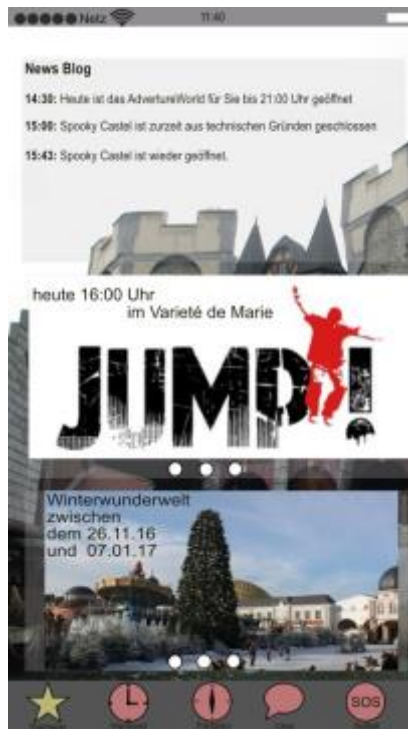 Netz 11:40
News Blog
14:30: Heute ist das AdvertureWorld für Sie bis 21:00 Uhr geöffnet
15:00: Spooky Castel ist zurzeit aus technischen Gründen geschlossen
15:43: Spooky Castel ist wieder geöffnet.
heute 16:00 Uhr
im Varieté de Marie
JUMP!
Winterwunderwelt
zwischen
dem 26.11.16
und 07.01.17
SOS